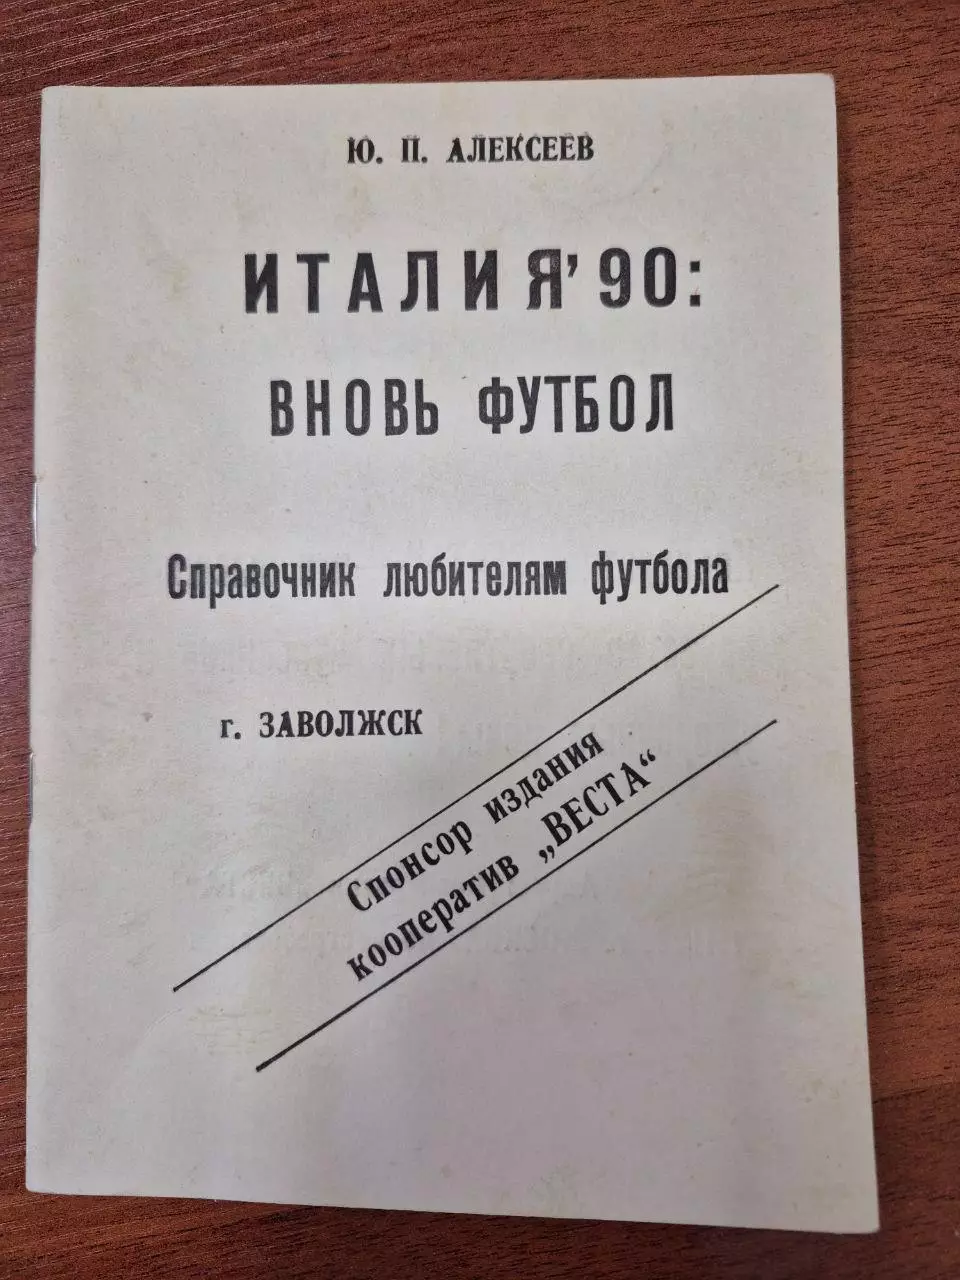 Ю. П. АЛЕКСЕЕВ
ИТАЛИЯ’90:
ВНОВЬ ФУТБОЛ
Справочник любителям футбола
г. ЗАВОЛЖСК
Спонсор издания
кооператив „ВЕСТА“